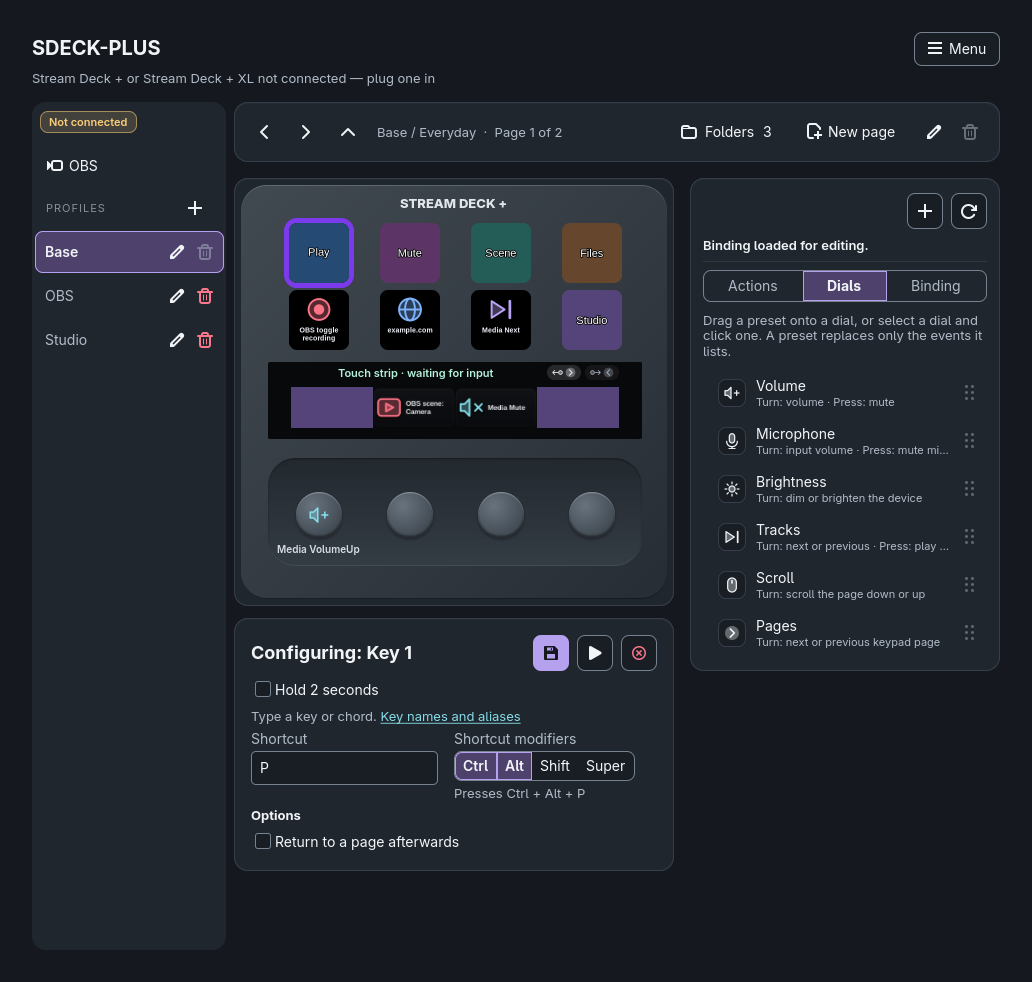 SDECK-PLUS
Menu
Stream Deck + or Stream Deck + XL not connected — plug one in
Not connected
OBS
PROFILES
Base
OBS
Studio
Base / Everyday · Page 1 of 2
Folders 3
New page
STREAM DECK +
Play
Mute
Scene
Files
OBS toggle
recording
example.com
Media Next
Studio
Touch strip · waiting for input
OBS scene:
Camera
Media Mute
Media VolumeUp
Configuring: Key 1
Hold 2 seconds
Type a key or chord. Key names and aliases
Shortcut
P
Shortcut modifiers
Ctrl Alt Shift Super
Presses Ctrl + Alt + P
Options
Return to a page afterwards
Binding loaded for editing.
Actions Dials Binding
Drag a preset onto a dial, or select a dial and
click one. A preset replaces only the events it
lists.
Volume
Turn: volume · Press: mute
Microphone
Turn: input volume · Press: mute mi...
Brightness
Turn: dim or brighten the device
Tracks
Turn: next or previous · Press: play ...
Scroll
Turn: scroll the page down or up
Pages
Turn: next or previous keypad page